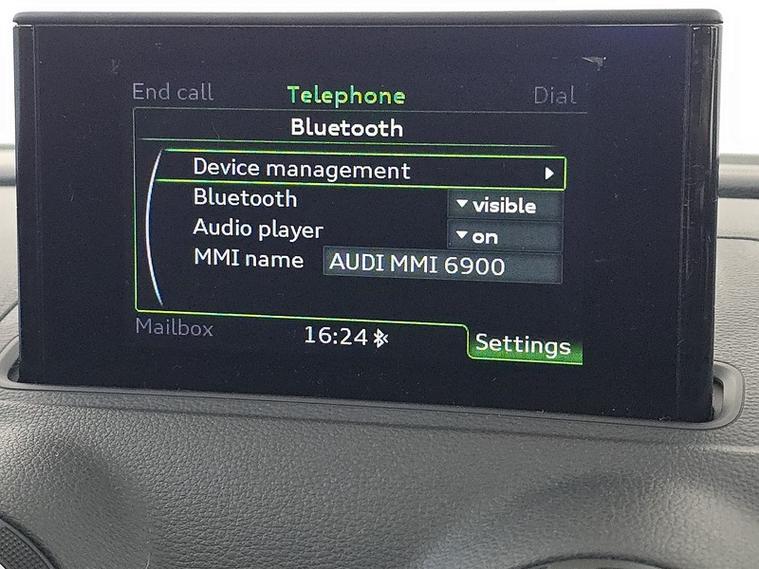 End call Telephone Dial
Bluetooth
Device management
Bluetooth visible
Audio player on
MMI name AUDI MMI 6900
Mailbox 16:24 Settings